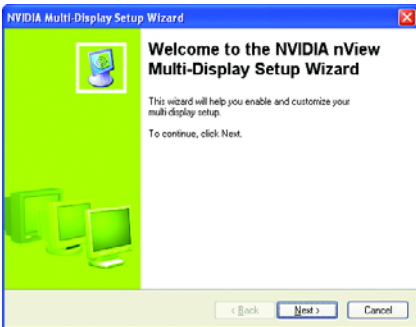 NVIDIA Multi-Display Setup Wizard
Welcome to the NVIDIA nView
Multi-Display Setup Wizard
This wizard will help you enable and customize your
multi-display setup.
To continue, click Next.
< Back
Next >
Cancel